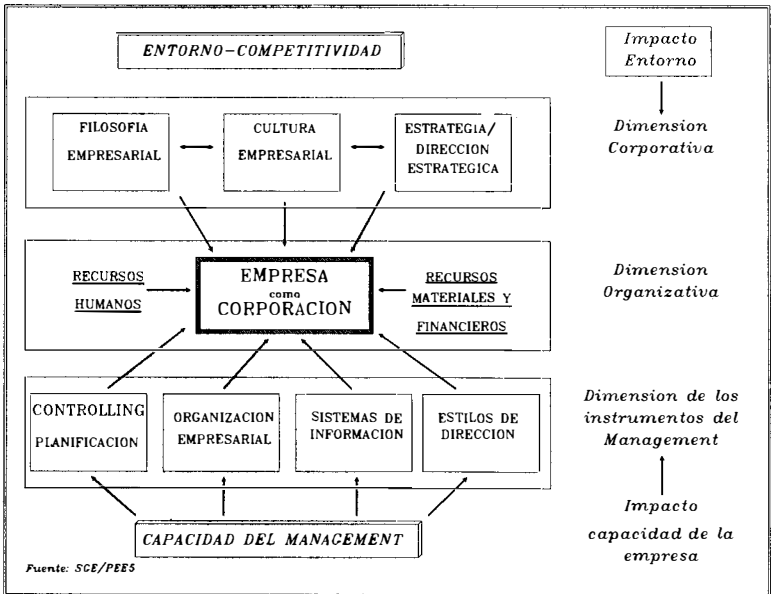 ENTORNO-COMPETITIVIDAD
Impacto
Entorno
FILOSOFIA
EMPRESARIAL
CULTURA
EMPRESARIAL
ESTRATEGIA/
DIRECCION
ESTRATEGICA
Dimension
Corporativa
RECURSOS
HUMANOS
EMPRESA
como
CORPORACION
RECURSOS
MATERIALES Y
FINANCIEROS
Dimension
Organizativa
CONTROLLING
PLANIFICACION
ORGANIZACION
EMPRESARIAL
SISTEMAS DE
INFORMACION
ESTILOS DE
DIRECCION
Dimension de los
instrumentos del
Management
CAPACIDAD DEL MANAGEMENT
Impacto
capacidad de la
empresa
Fuente: SGE/PEE5